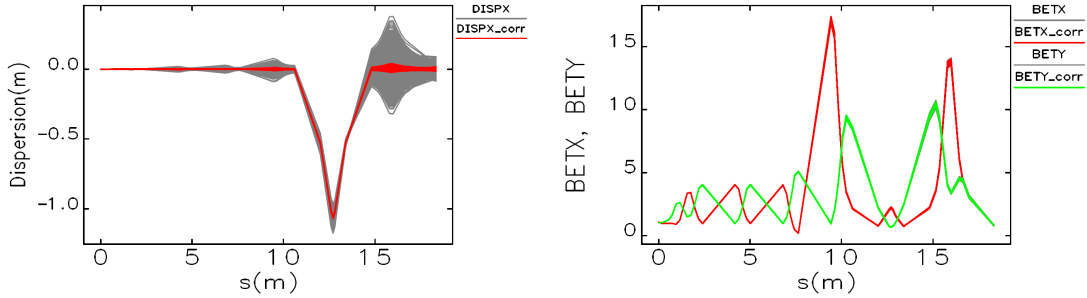 DISPX
DISPX_corr
Dispersion(m)
0.0
−0.5
−1.0
0
5
10
15
s(m)
BETX
BETX_corr
BETY
BETY_corr
BETX, BETY
15
10
5
0
0
5
10
15
s(m)